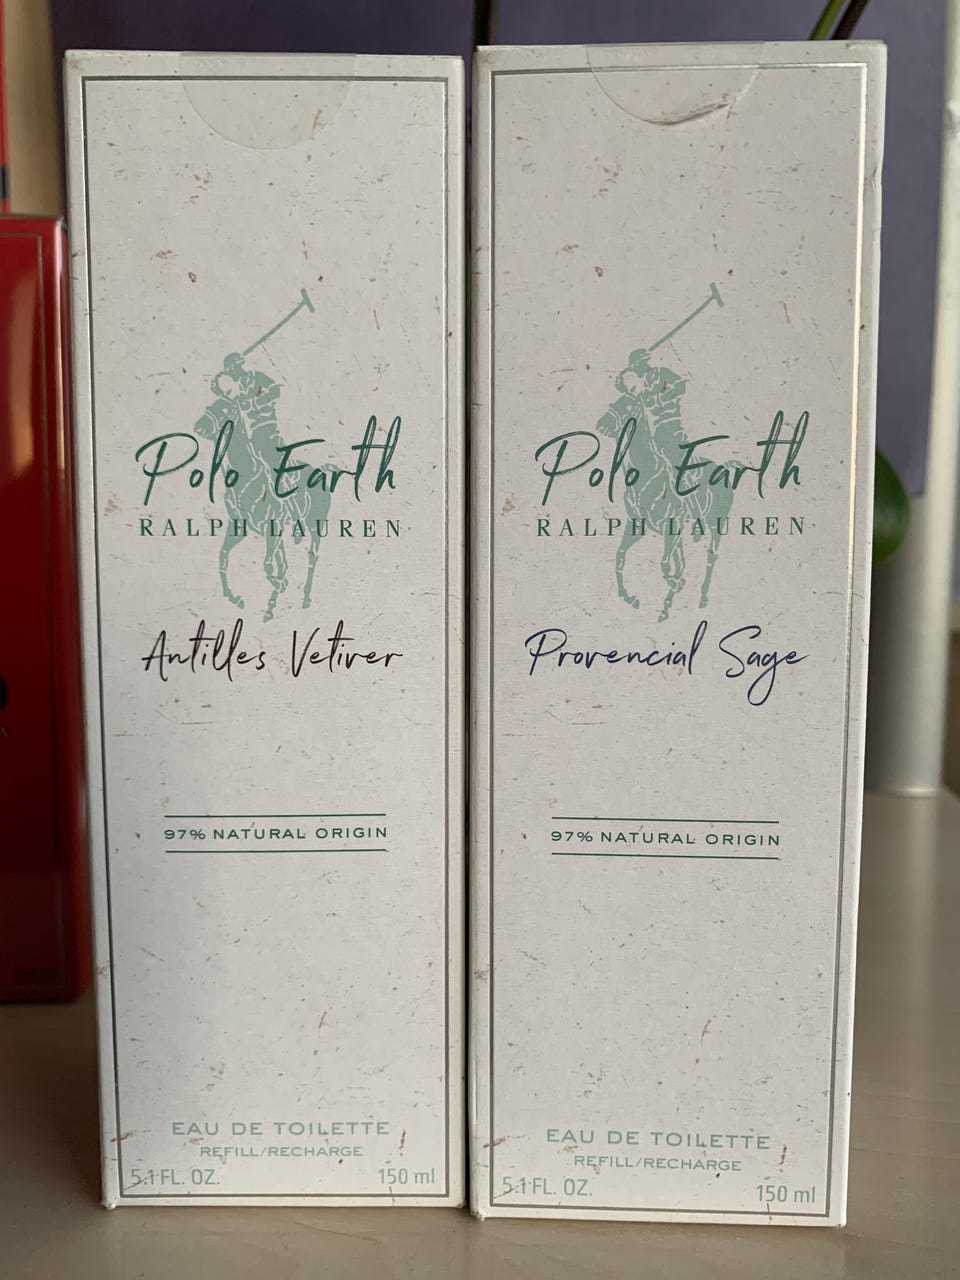 Polo Earth
RALPH LAUREN
Antilles Vetiver
97% NATURAL ORIGIN
EAU DE TOILETTE
REFILL/RECHARGE
5.1 FL. OZ. 150 ml
Polo Earth
RALPH LAUREN
Provencial Sage
97% NATURAL ORIGIN
EAU DE TOILETTE
REFILL/RECHARGE
5.1 FL. OZ. 150 ml